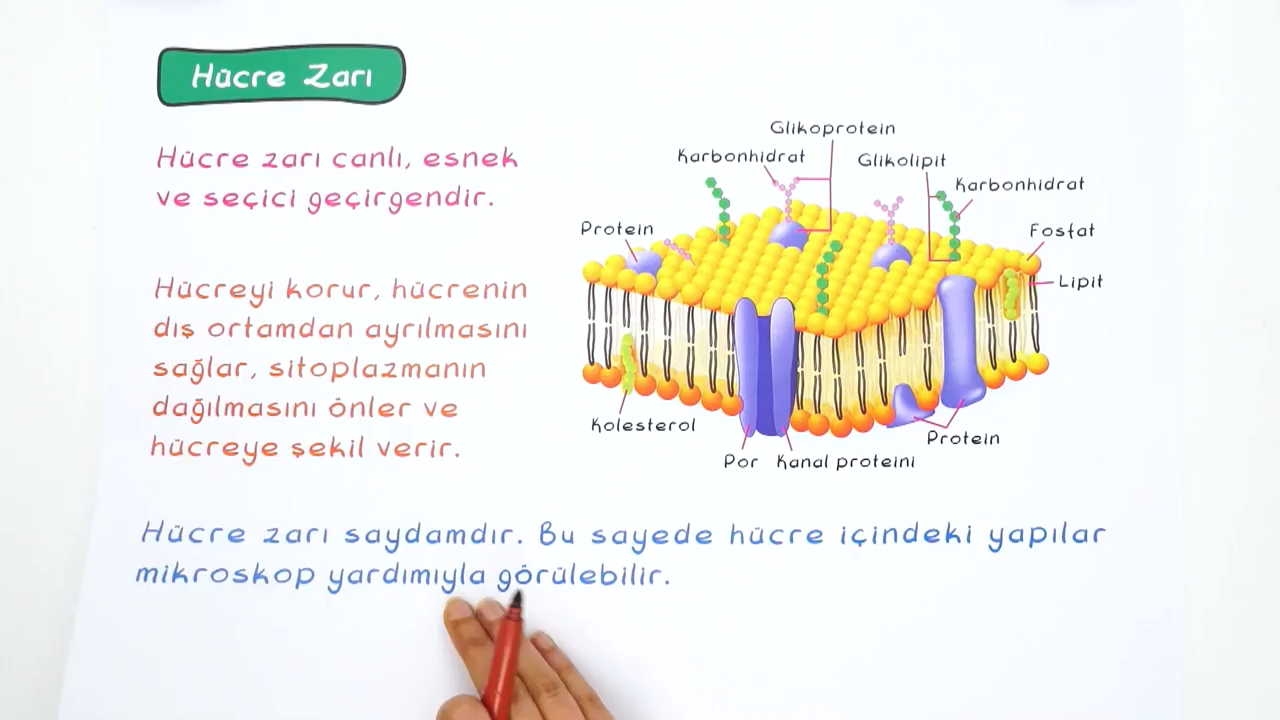 Hücre Zarı
Hücre zarı canlı, esnek
ve seçici geçirgendir.
Hücreyi korur, hücrenin
dış ortamdan ayrılmasını
sağlar, sitoplazmanın
dağılmasını önler ve
hücreye şekil verir.
Glikoprotein
Karbonhidrat
Glikolipit
Karbonhidrat
Protein
Fosfat
Lipit
Kolesterol
Protein
Por
Kanal proteini
Hücre zarı saydamdır. Bu sayede hücre içindeki yapılar
mikroskop yardımıyla görülebilir.